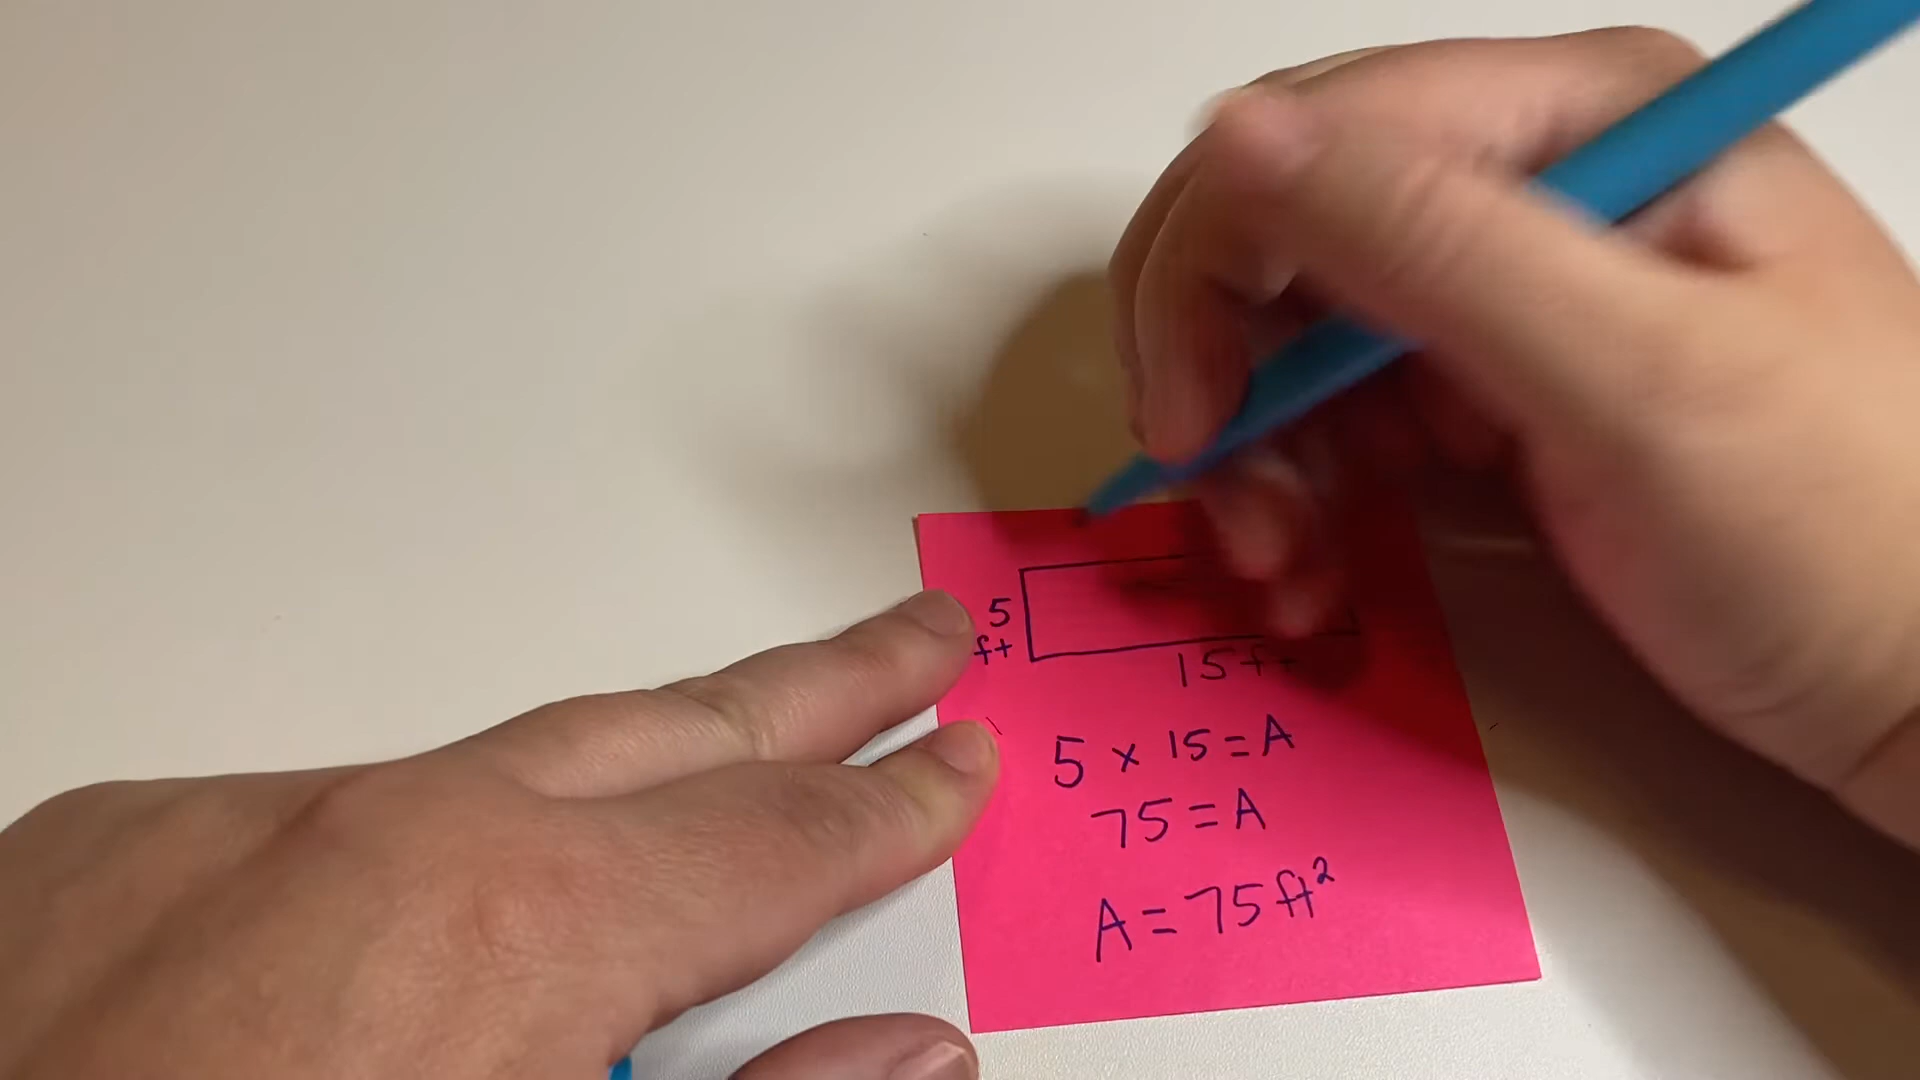 5
ft
15 ft
5 × 15 = A
75 = A
A = 75 ft²